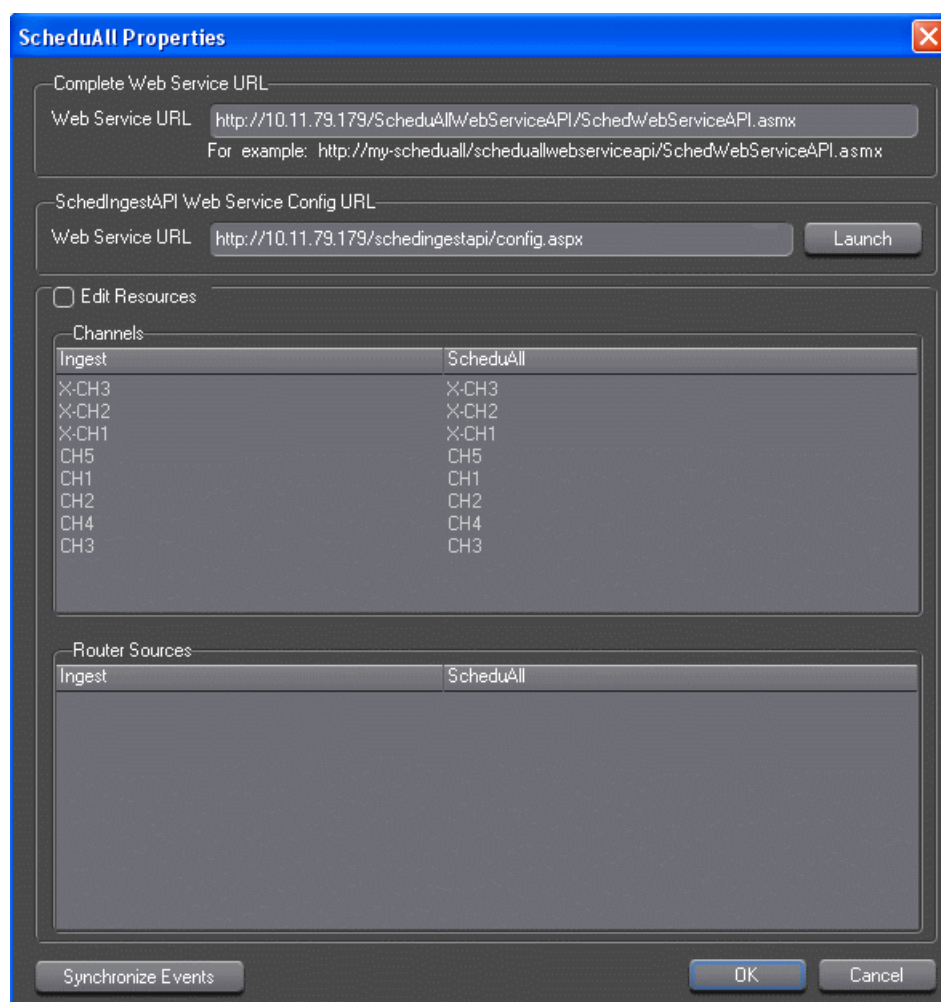 ScheduAll Properties
Complete Web Service URL
Web Service URL http://10.11.79.179/ScheduAllWebServiceAPI/SchedWebServiceAPI.asmx
For example: http://my-scheduall/scheduallwebserviceapi/SchedWebServiceAPI.asmx
SchedIngestAPI Web Service Config URL
Web Service URL http://10.11.79.179/schedingestapi/config.aspx Launch
Edit Resources
Channels
Ingest ScheduAll
X-CH3 X-CH3
X-CH2 X-CH2
X-CH1 X-CH1
CH5 CH5
CH1 CH1
CH2 CH2
CH4 CH4
CH3 CH3
Router Sources
Ingest ScheduAll
Synchronize Events OK Cancel